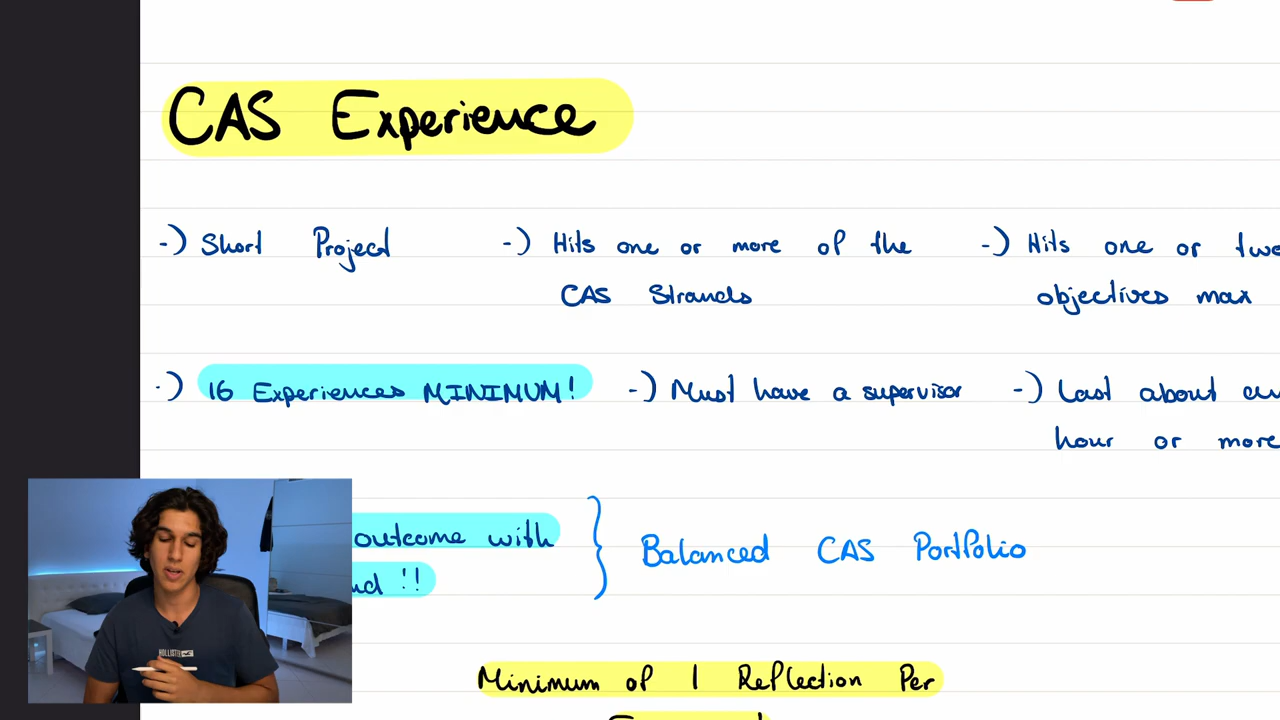 CAS Experience
-) Short Project -) Hits one or more of the -) Hits one or two
CAS Strands objectives max
-) 16 Experiences MINIMUM! -) Must have a supervisor -) Last about
hour or more
outcome with
!!
} Balanced CAS Portfolio
HOLLISTER
Minimum of 1 Reflection Per